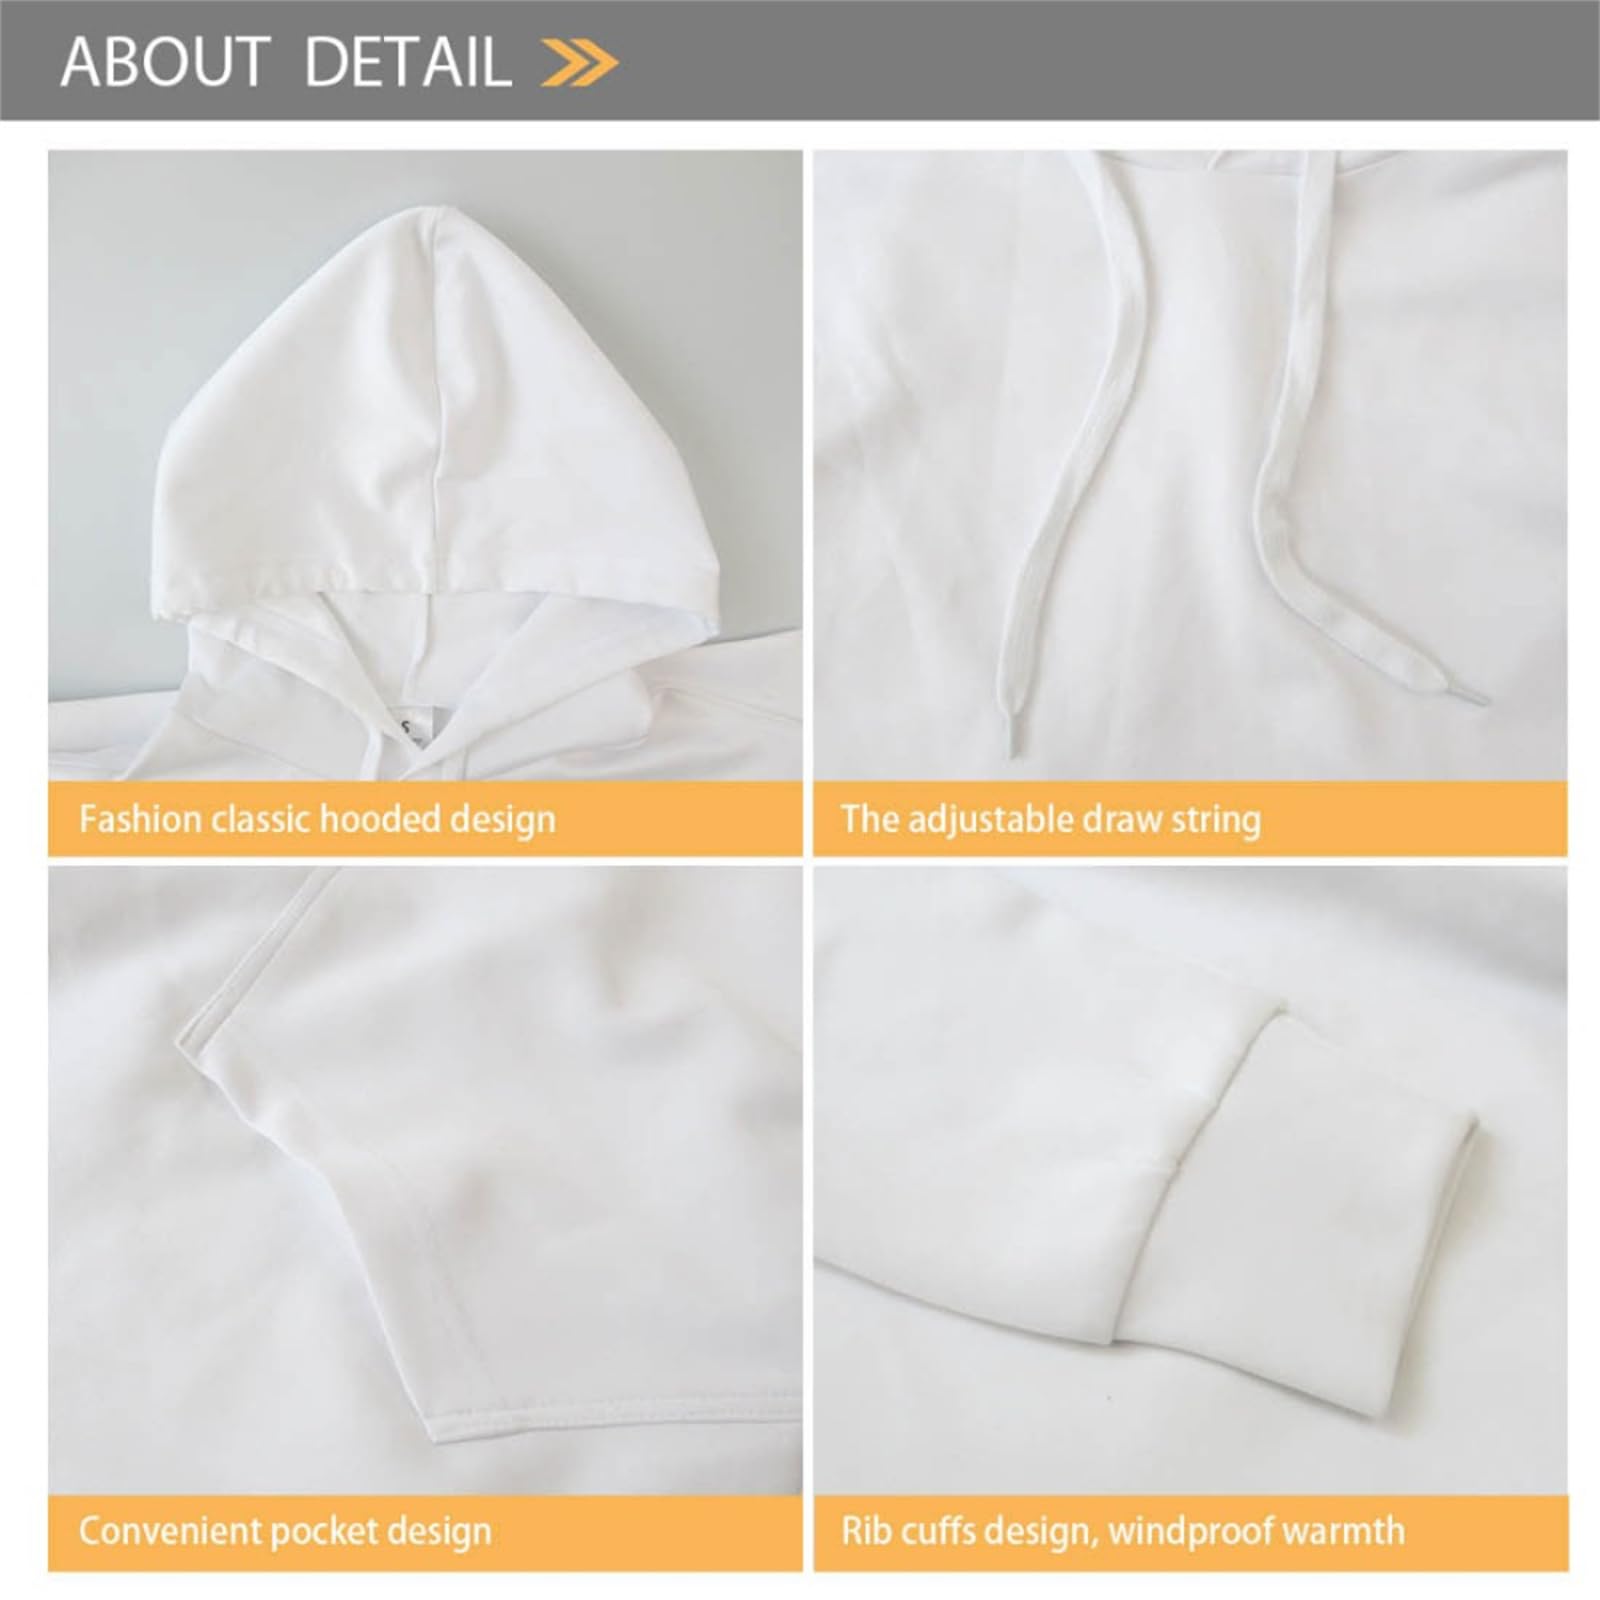 ABOUT DETAIL
S
Fashion classic hooded design
The adjustable draw string
Convenient pocket design
Rib cuffs design, windproof warmth